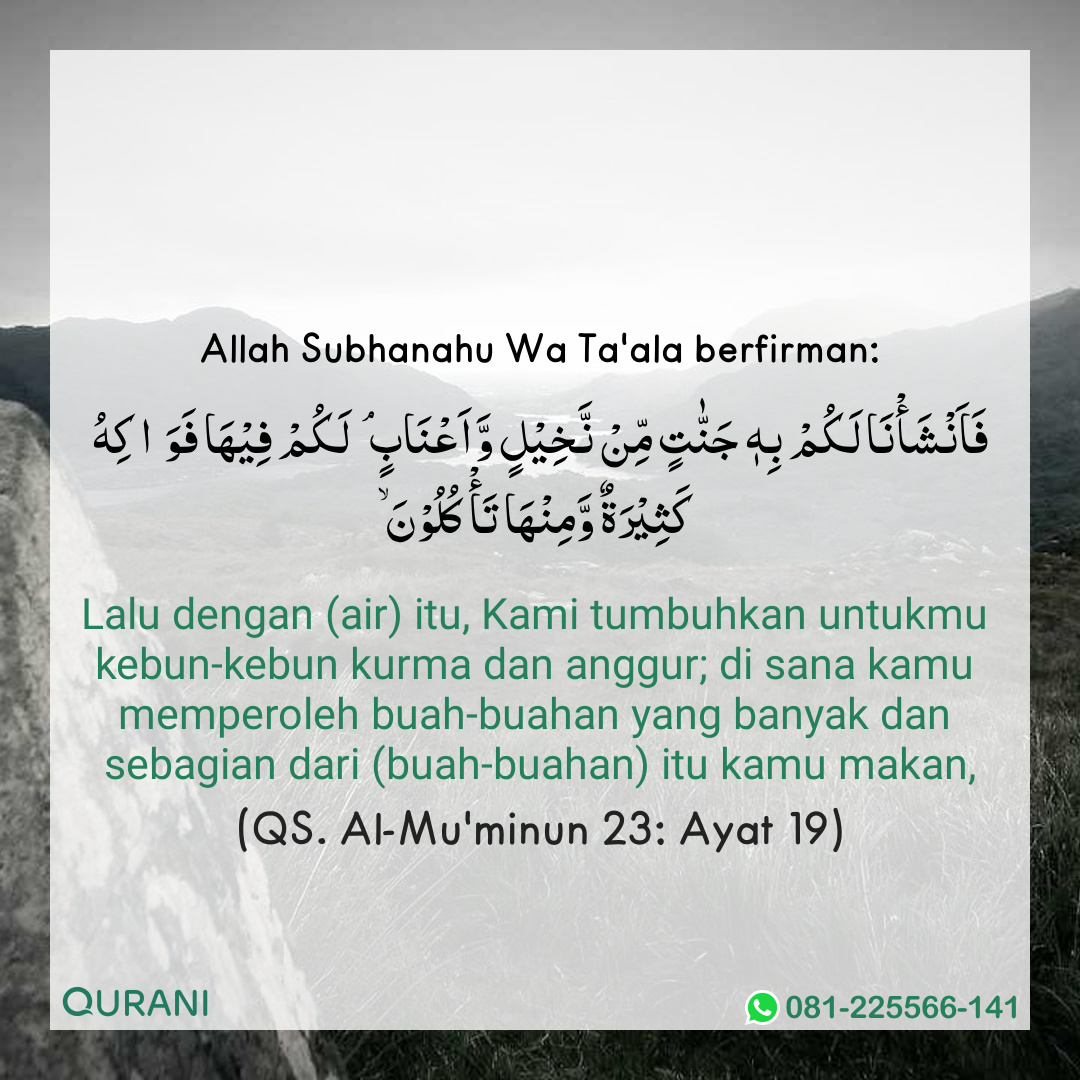 Allah Subhanahu Wa Ta'ala berfirman:
فَاَنْشَأْنَا لَـكُمْ بِهٖ جَنّٰتٍ مِّنْ نَّخِيْلٍ وَّاَعْنَا بٍ ۘ لَـكُمْ فِيْهَا فَوَا كِهُ
كَثِيْرَةٌ وَّمِنْهَا تَأْكُلُوْنَ ۙ
Lalu dengan (air) itu, Kami tumbuhkan untukmu
kebun-kebun kurma dan anggur; di sana kamu
memperoleh buah-buahan yang banyak dan
sebagian dari (buah-buahan) itu kamu makan,
(QS. Al-Mu'minun 23: Ayat 19)
QURANI
081-225566-141